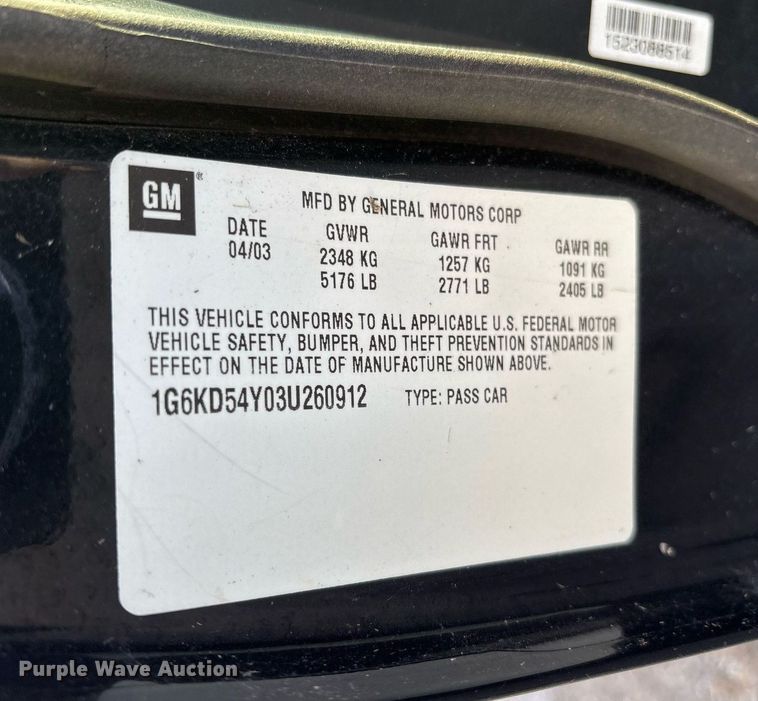 1523088514
GM ®
MFD BY GENERAL MOTORS CORP
DATE GVWR GAWR FRT GAWR RR
04/03 2348 KG 1257 KG 1091 KG
5176 LB 2771 LB 2405 LB
THIS VEHICLE CONFORMS TO ALL APPLICABLE U.S. FEDERAL MOTOR
VEHICLE SAFETY, BUMPER, AND THEFT PREVENTION STANDARDS IN
EFFECT ON THE DATE OF MANUFACTURE SHOWN ABOVE.
1G6KD54Y03U260912 TYPE: PASS CAR
Purple Wave Auction